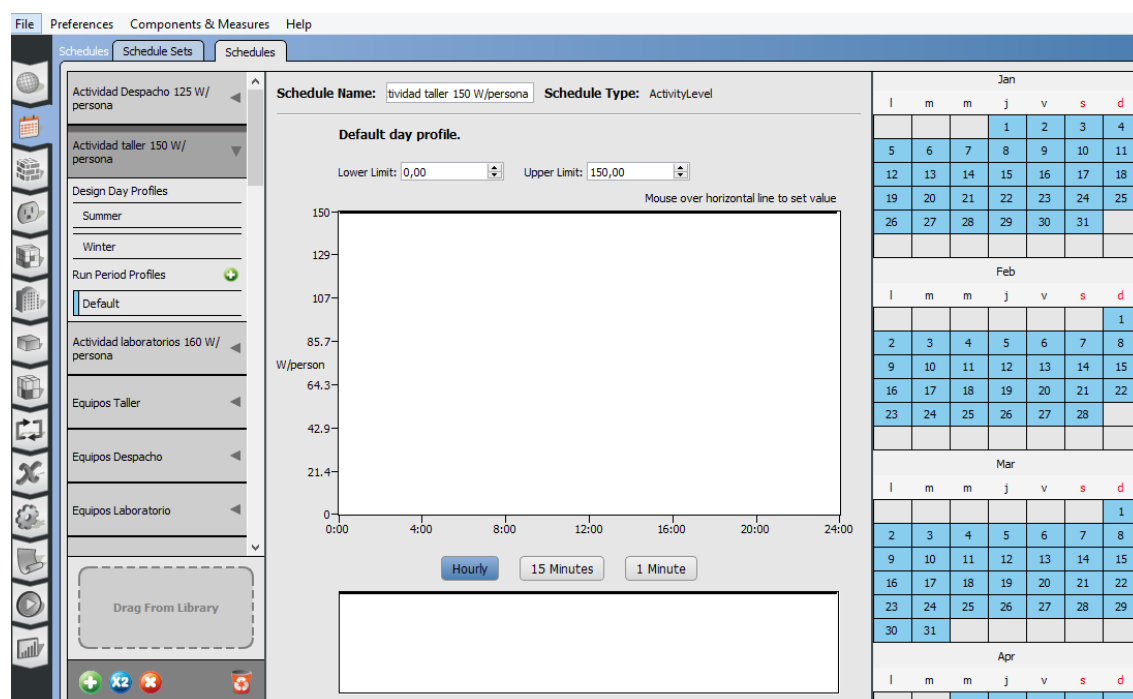 File Preferences Components & Measures Help
Schedules Schedule Sets Schedules
Actividad Despacho 125 W/
persona
Actividad taller 150 W/
persona
Design Day Profiles
Summer
Winter
Run Period Profiles
Default
Actividad laboratorios 160 W/
persona
Equipos Taller
Equipos Despacho
Equipos Laboratorio
Drag From Library
X2
Schedule Name: tividad taller 150 W/persona Schedule Type: ActivityLevel
Default day profile.
Lower Limit: 0,00 Upper Limit: 150,00
Mouse over horizontal line to set value
150
129
107
85.7
W/person
64.3
42.9
21.4
0
0:00 4:00 8:00 12:00 16:00 20:00 24:00
Hourly 15 Minutes 1 Minute
Jan
l m m j v s d
1 2 3 4
5 6 7 8 9 10 11
12 13 14 15 16 17 18
19 20 21 22 23 24 25
26 27 28 29 30 31
Feb
l m m j v s d
1
2 3 4 5 6 7 8
9 10 11 12 13 14 15
16 17 18 19 20 21 22
23 24 25 26 27 28
Mar
l m m j v s d
1
2 3 4 5 6 7 8
9 10 11 12 13 14 15
16 17 18 19 20 21 22
23 24 25 26 27 28 29
30 31
Apr
l m m j v s d